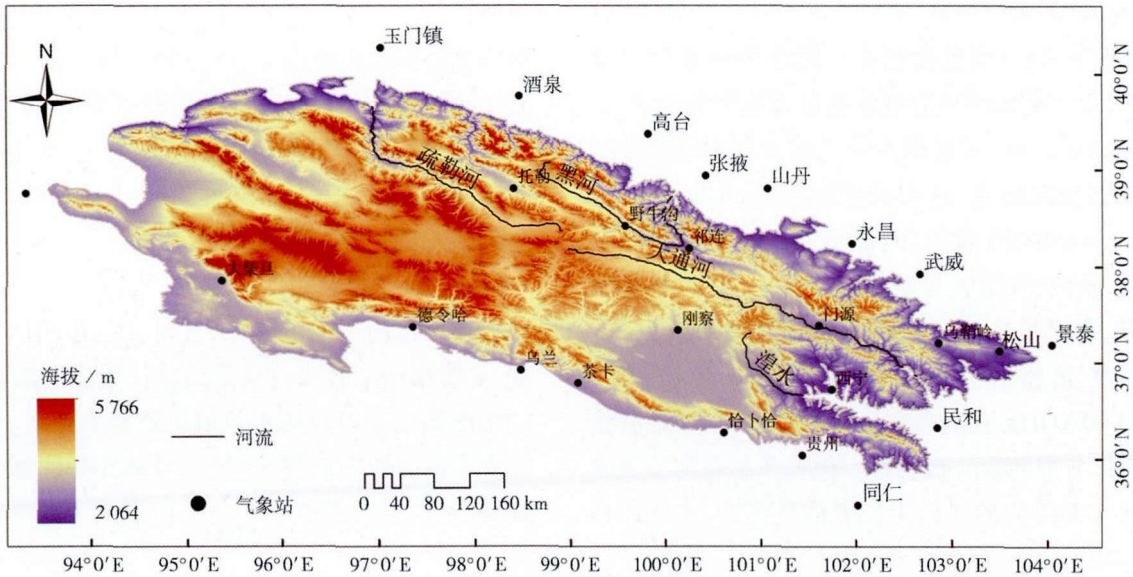 N
玉门镇
酒泉
高台
张掖
山丹
永昌
武威
景泰
松山
乌鞘岭
民和
同仁
疏勒河
托勒
黑河
野牛沟
祁连
大通河
门源
大柴旦
德令哈
乌兰
茶卡
刚察
湟水
西宁
恰卜恰
贵州
海拔 / m
5 766
2 064
河流
气象站
0 40 80 120 160 km
40°0′N
39°0′N
38°0′N
37°0′N
36°0′N
94°0′E 95°0′E 96°0′E 97°0′E 98°0′E 99°0′E 100°0′E 101°0′E 102°0′E 103°0′E 104°0′E